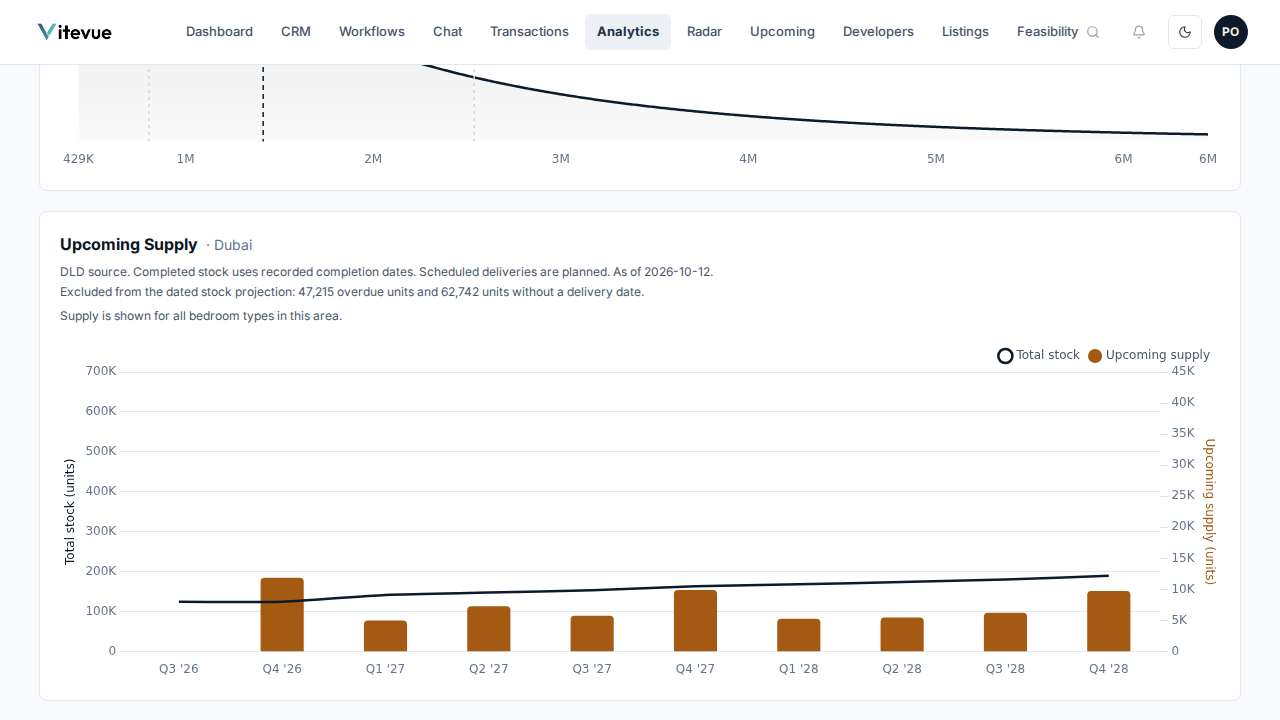 Vitevue
Dashboard CRM Workflows Chat Transactions Analytics Radar Upcoming Developers Listings Feasibility PO
429K 1M 2M 3M 4M 5M 6M 6M
Upcoming Supply · Dubai
DLD source. Completed stock uses recorded completion dates. Scheduled deliveries are planned. As of 2026-10-12.
Excluded from the dated stock projection: 47,215 overdue units and 62,742 units without a delivery date.
Supply is shown for all bedroom types in this area.
Total stock Upcoming supply
700K
600K
500K
400K
300K
200K
100K
0
Total stock (units)
45K
40K
35K
30K
25K
20K
15K
10K
5K
0
Upcoming supply (units)
Q3 '26 Q4 '26 Q1 '27 Q2 '27 Q3 '27 Q4 '27 Q1 '28 Q2 '28 Q3 '28 Q4 '28